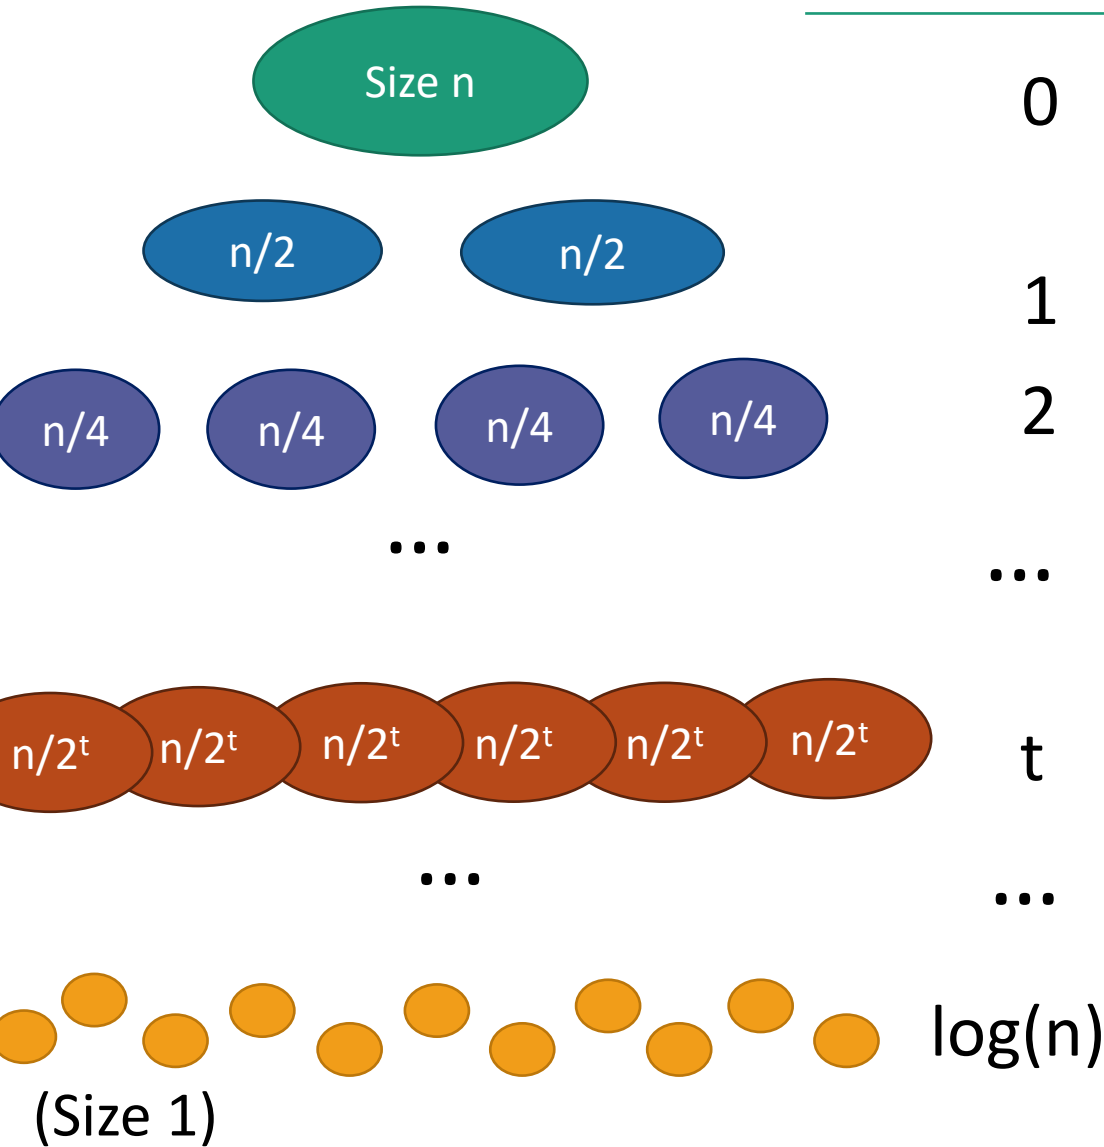 Size n 0
n/2 n/2
1
n/4 n/4 n/4 n/4 2
...
...
n/2ᵗ n/2ᵗ n/2ᵗ n/2ᵗ n/2ᵗ n/2ᵗ t
...
...
log(n)
(Size 1)